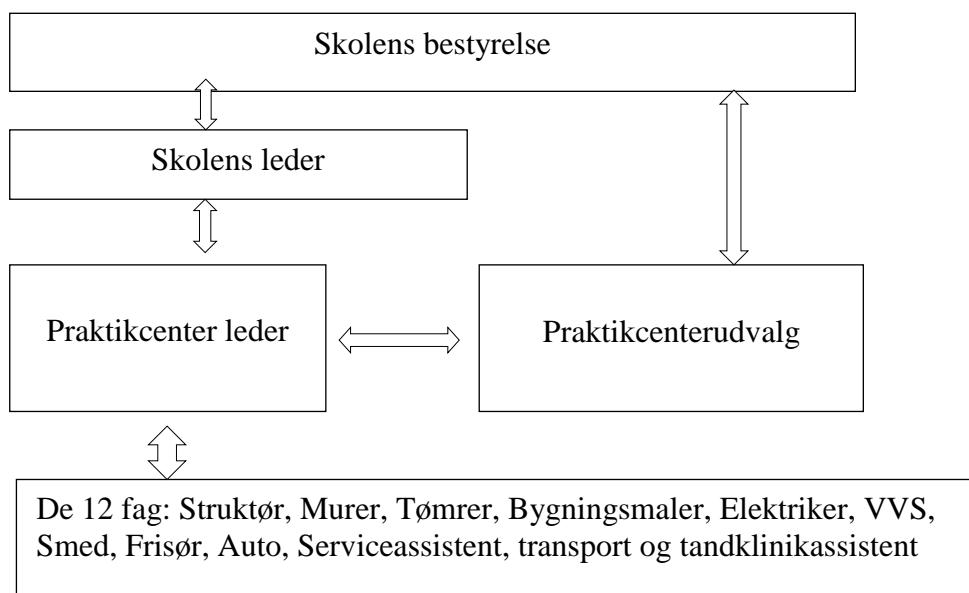 Skolens bestyrelse
Skolens leder
Praktikcenter leder
Praktikcenterudvalg
De 12 fag: Struktør, Murer, Tømrer, Bygningsmaler, Elektriker, VVS,
Smed, Frisør, Auto, Serviceassistent, transport og tandklinikassistent